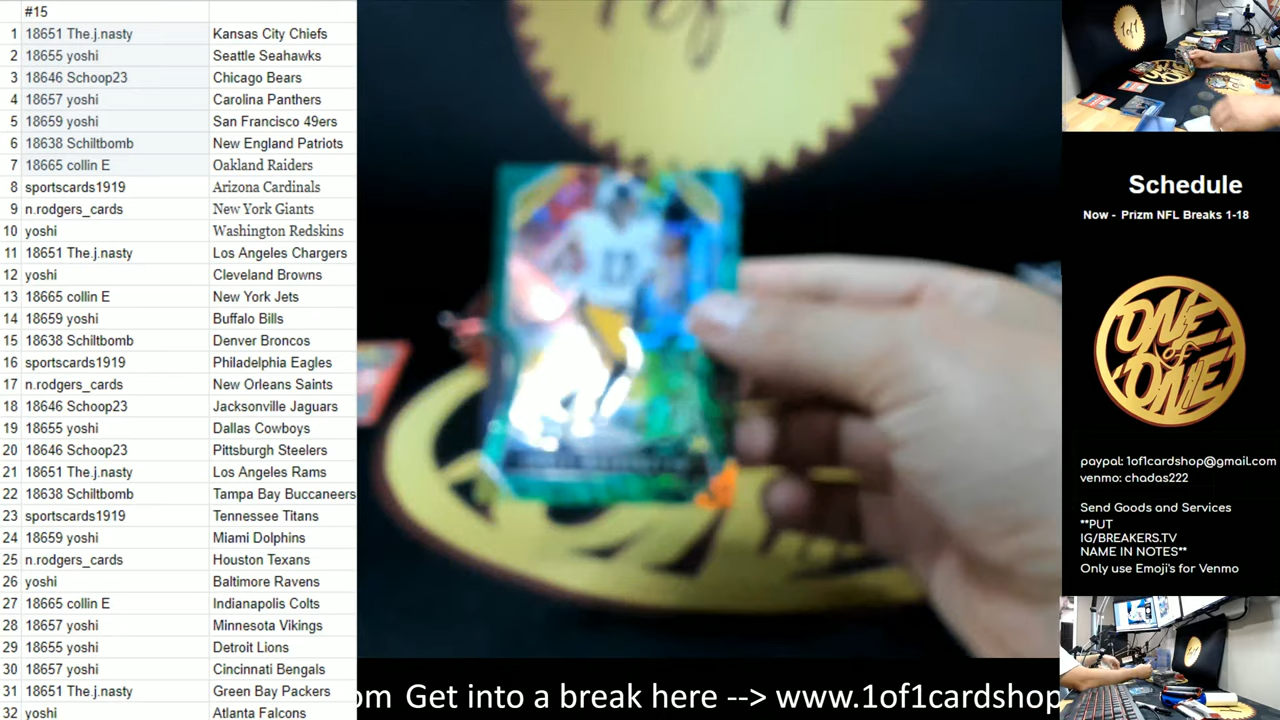 #15
1 18651 The.j.nasty Kansas City Chiefs
2 18655 yoshi Seattle Seahawks
3 18646 Schoop23 Chicago Bears
4 18657 yoshi Carolina Panthers
5 18659 yoshi San Francisco 49ers
6 18638 Schiltbomb New England Patriots
7 18665 collin E Oakland Raiders
8 sportscards1919 Arizona Cardinals
9 n.rodgers_cards New York Giants
10 yoshi Washington Redskins
11 18651 The.j.nasty Los Angeles Chargers
12 yoshi Cleveland Browns
13 18665 collin E New York Jets
14 18659 yoshi Buffalo Bills
15 18638 Schiltbomb Denver Broncos
16 sportscards1919 Philadelphia Eagles
17 n.rodgers_cards New Orleans Saints
18 18646 Schoop23 Jacksonville Jaguars
19 18655 yoshi Dallas Cowboys
20 18646 Schoop23 Pittsburgh Steelers
21 18651 The.j.nasty Los Angeles Rams
22 18638 Schiltbomb Tampa Bay Buccaneers
23 sportscards1919 Tennessee Titans
24 18659 yoshi Miami Dolphins
25 n.rodgers_cards Houston Texans
26 yoshi Baltimore Ravens
27 18665 collin E Indianapolis Colts
28 18657 yoshi Minnesota Vikings
29 18655 yoshi Detroit Lions
30 18657 yoshi Cincinnati Bengals
31 18651 The.j.nasty Green Bay Packers
32 yoshi Atlanta Falcons
1of1
om Get into a break here --> www.1of1cardshop
1of1
Schedule
Now - Prizm NFL Breaks 1-18
ONE
of
ONE
paypal: 1of1cardshop@gmail.com
venmo: chadas222
Send Goods and Services
**PUT
IG/BREAKERS.TV
NAME IN NOTES**
Only use Emoji's for Venmo